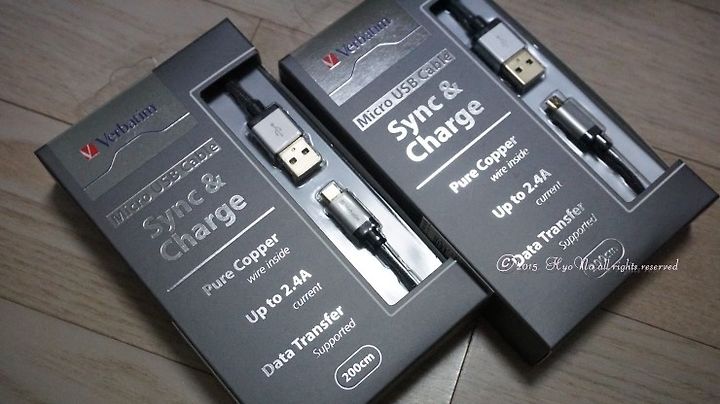 Verbatim
Micro USB Cable
Sync &
Charge
Pure Copper
wire inside
Up to 2.4A
current
Data Transfer
Supported
200cm
Verbatim
Micro USB Cable
Sync &
Charge
Pure Copper
wire inside
Up to 2.4A
current
Data Transfer
Supported
©2015 HyoNa all rights reserved